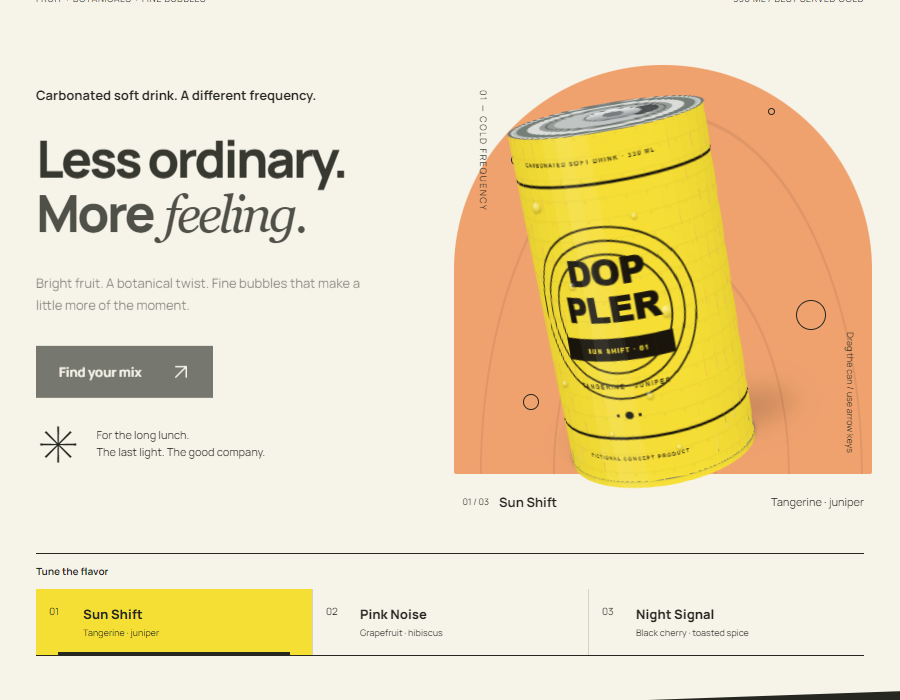 Carbonated soft drink. A different frequency.
Less ordinary.
More feeling.
Bright fruit. A botanical twist. Fine bubbles that make a
little more of the moment.
Find your mix
For the long lunch.
The last light. The good company.
01 — COLD FREQUENCY
CARBONATED SOFT DRINK · 330 ML
DOP
PLER
SUN SHIFT · 01
TANGERINE · JUNIPER
FICTIONAL CONCEPT PRODUCT
Drag the can / use arrow keys
01 / 03 Sun Shift
Tangerine · juniper
Tune the flavor
01 Sun Shift
Tangerine · juniper
02 Pink Noise
Grapefruit · hibiscus
03 Night Signal
Black cherry · toasted spice